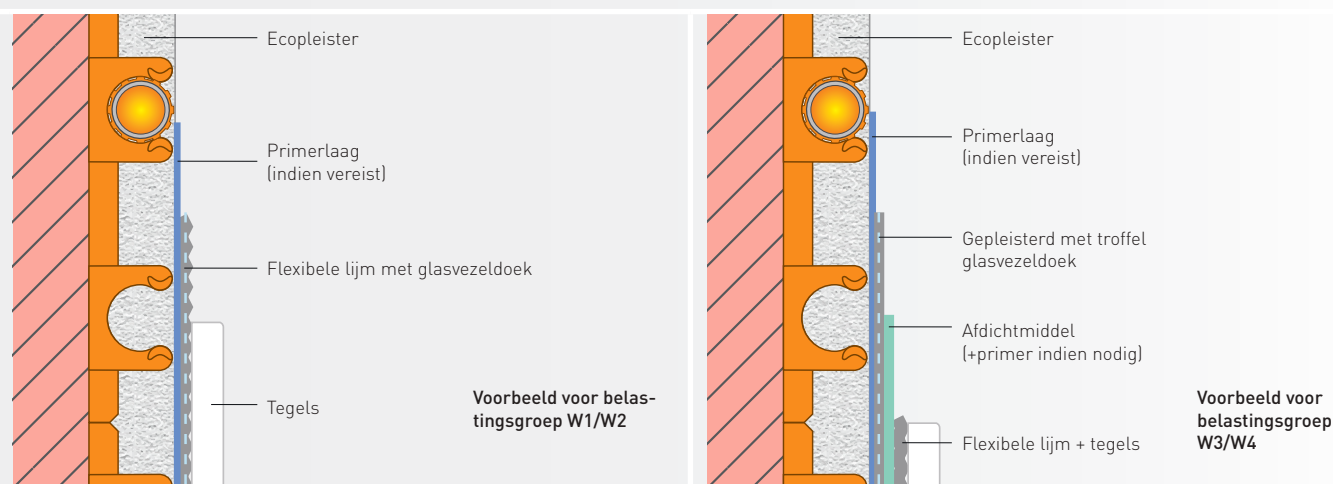 Ecopleister
Primerlaag
(indien vereist)
Flexibele lijm met glasvezeldoek
Tegels
Voorbeeld voor belas-
tingsgroep W1/W2
Ecopleister
Primerlaag
(indien vereist)
Gepleisterd met troffel
glasvezeldoek
Afdichtmiddel
(+primer indien nodig)
Flexibele lijm + tegels
Voorbeeld voor
belastingsgroep
W3/W4